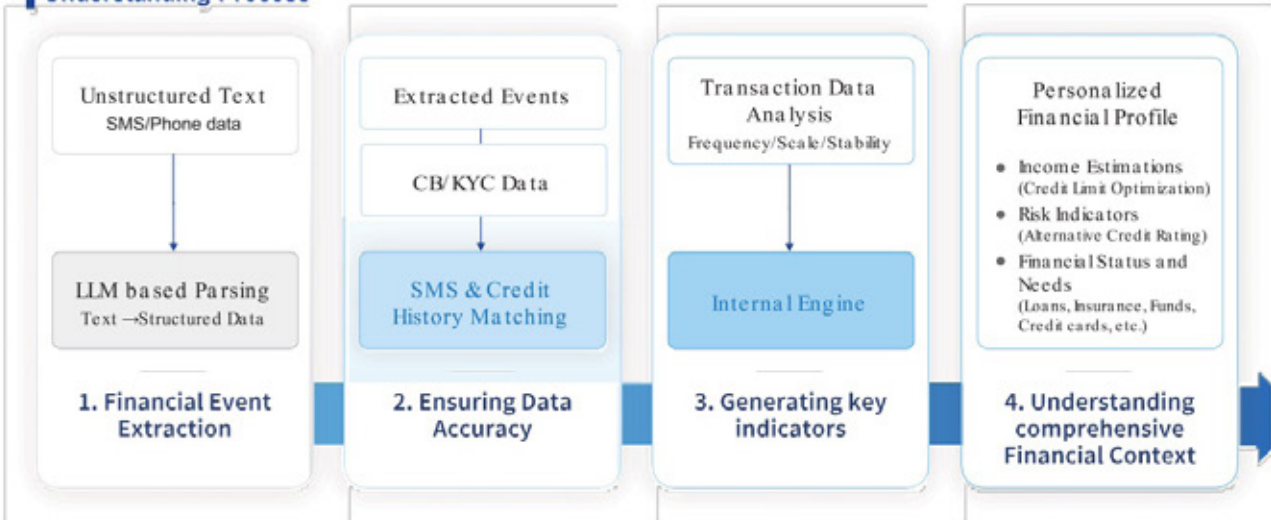 Understanding Process
Unstructured Text
SMS/Phone data
LLM based Parsing
Text →Structured Data
1. Financial Event
Extraction
Extracted Events
CB/KYC Data
SMS & Credit
History Matching
2. Ensuring Data
Accuracy
Transaction Data
Analysis
Frequency/Scale/Stability
Internal Engine
3. Generating key
indicators
Personalized
Financial Profile
• Income Estimations
(Credit Limit Optimization)
• Risk Indicators
(Alternative Credit Rating)
• Financial Status and
Needs
(Loans, Insurance, Funds,
Credit cards, etc.)
4. Understanding
comprehensive
Financial Context